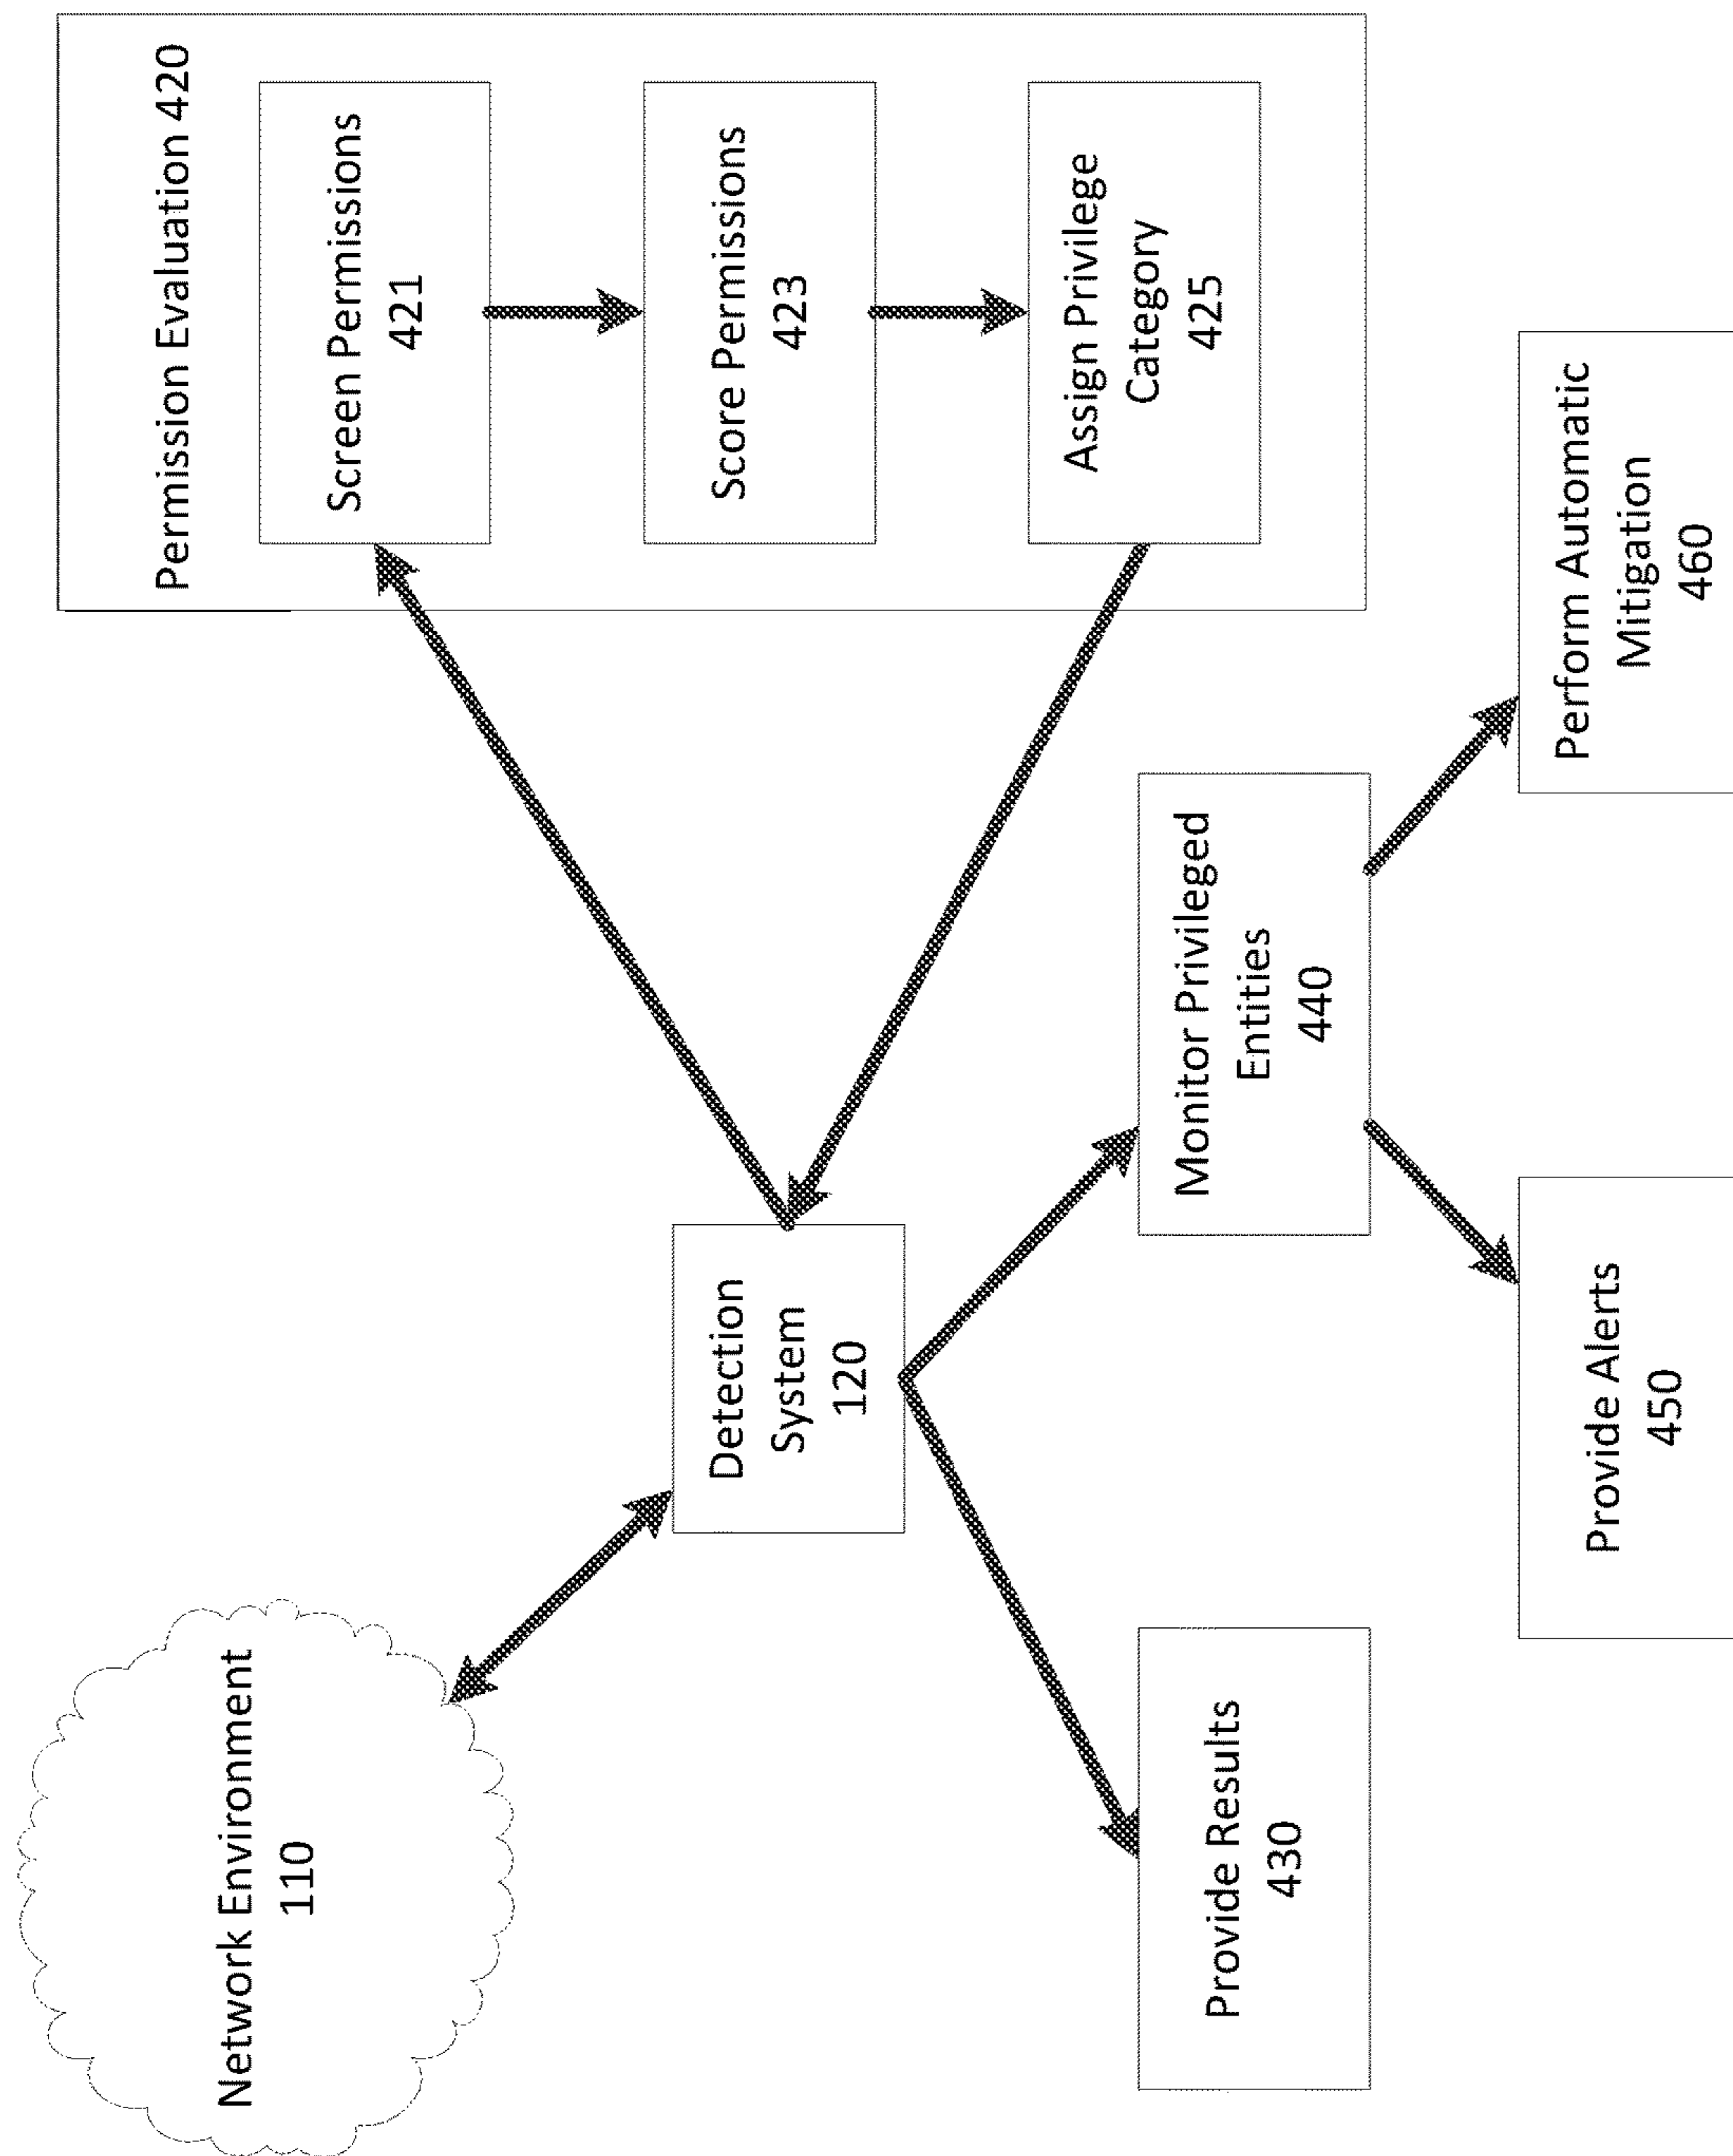 Network Environment
110
Detection
System
120
Permission Evaluation 420
Screen Permissions
421
Score Permissions
423
Assign Privilege
Category
425
Provide Results
430
Monitor Privileged
Entities
440
Provide Alerts
450
Perform Automatic
Mitigation
460